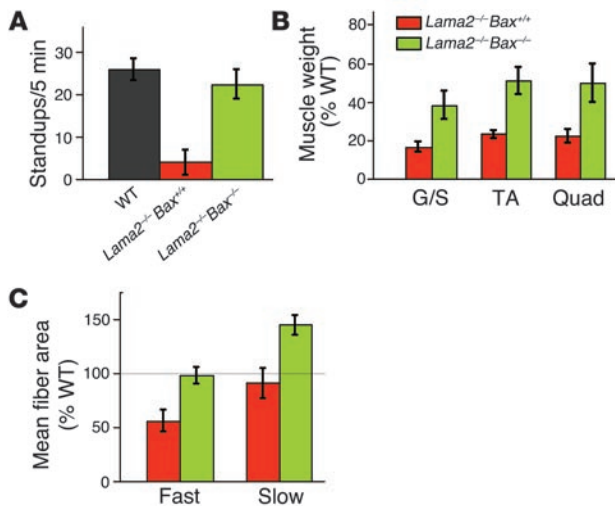 A
Standups/5 min
30
20
10
0
WT
Lama2–/– Bax+/+
Lama2–/–Bax–/–
B
Lama2–/–Bax+/+
Lama2–/–Bax–/–
Muscle weight
(% WT)
80
60
40
20
0
G/S TA Quad
C
Mean fiber area
(% WT)
150
100
50
0
Fast Slow